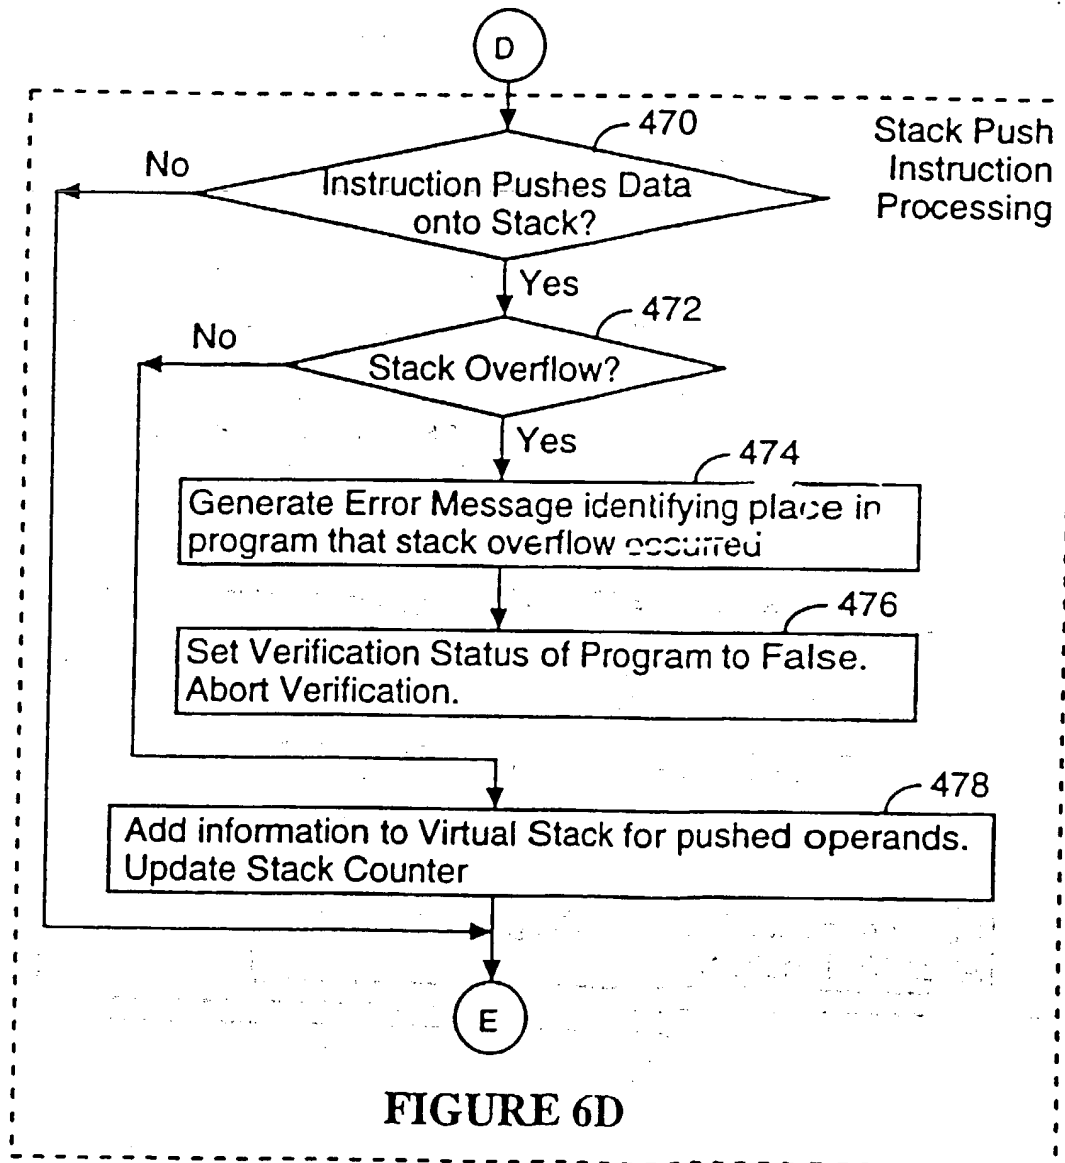 D
470
Stack Push
Instruction
Processing
No
Instruction Pushes Data
onto Stack?
Yes
472
No
Stack Overflow?
Yes
474
Generate Error Message identifying place in
program that stack overflow occurred
476
Set Verification Status of Program to False.
Abort Verification.
478
Add information to Virtual Stack for pushed operands.
Update Stack Counter
E
FIGURE 6D